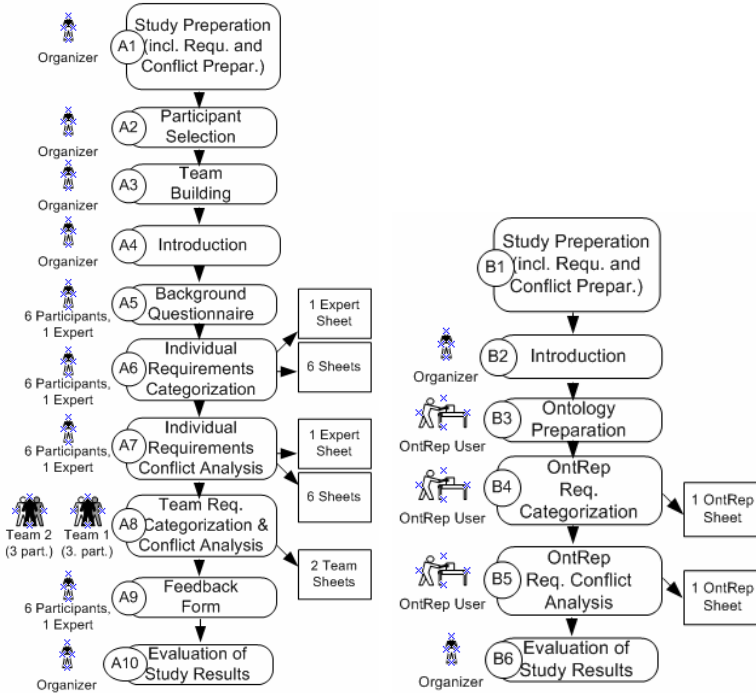 Organizer
A1
Study Preperation
(incl. Requ. and
Conflict Prepar.)
Organizer
A2
Participant
Selection
Organizer
A3
Team
Building
Organizer
A4
Introduction
6 Participants,
1 Expert
A5
Background
Questionnaire
1 Expert
Sheet
6 Participants,
1 Expert
A6
Individual
Requirements
Categorization
6 Sheets
6 Participants,
1 Expert
A7
Individual
Requirements
Conflict Analysis
1 Expert
Sheet
6 Sheets
Team 2
(3 part.)
Team 1
(3. part.)
A8
Team Req.
Categorization &
Conflict Analysis
2 Team
Sheets
6 Participants,
1 Expert
A9
Feedback
Form
Organizer
A10
Evaluation of
Study Results
B1
Study Preperation
(incl. Requ. and
Conflict Prepar.)
Organizer
B2
Introduction
OntRep User
B3
Ontology
Preparation
OntRep User
B4
OntRep
Req.
Categorization
1 OntRep
Sheet
OntRep User
B5
OntRep
Req. Conflict
Analysis
1 OntRep
Sheet
Organizer
B6
Evaluation of
Study Results